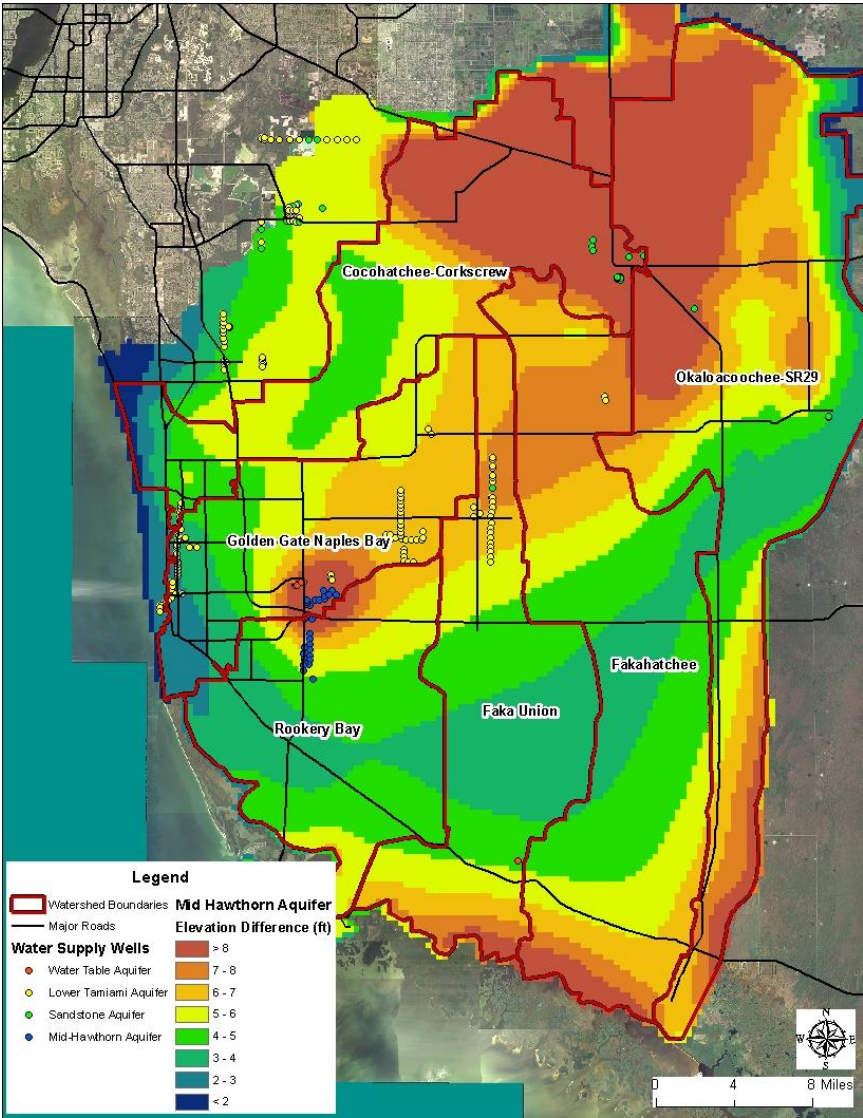 Cocohatchee-Corkscrew
Okaloacoochee-SR29
Golden Gate Naples Bay
Fakahatchee
Faka Union
Rookery Bay
Legend
Watershed Boundaries
Major Roads
Water Supply Wells
Water Table Aquifer
Lower Tamiami Aquifer
Sandstone Aquifer
Mid-Hawthorn Aquifer
Mid Hawthorn Aquifer
Elevation Difference (ft)
> 8
7 - 8
6 - 7
5 - 6
4 - 5
3 - 4
2 - 3
< 2
N
W E
S
0 4 8 Miles